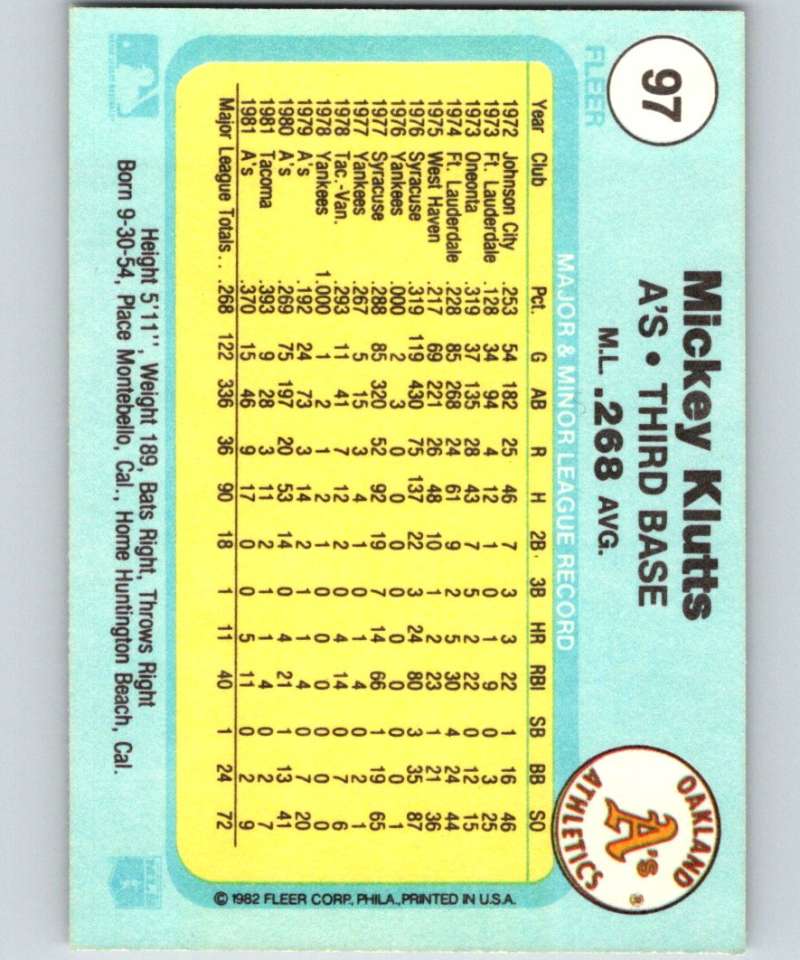 97
FLEER
Mickey Klutts
A'S • THIRD BASE
M.L. .268 AVG.
OAKLAND
A's
ATHLETICS
MAJOR & MINOR LEAGUE RECORD
Year Club Pct. G AB R H 2B 3B HR RBI SB BB SO
1972 Johnson City .253 54 182 25 46 7 3 3 22 1 16 46
1973 Ft. Lauderdale .128 34 94 4 12 1 0 1 9 0 3 25
1973 Oneonta .319 37 135 28 43 7 5 2 22 0 12 15
1974 Ft. Lauderdale .228 85 268 24 61 9 2 5 30 4 24 44
1975 West Haven .217 69 221 26 48 10 1 2 23 1 21 36
1976 Syracuse .319 119 430 75 137 22 3 24 80 3 35 87
1976 Yankees .000 2 3 0 0 0 0 0 0 0 0 1
1977 Syracuse .288 85 320 52 92 19 7 14 66 1 19 65
1977 Yankees .267 5 15 3 4 1 0 1 4 0 2 1
1978 Tac.-Van. .293 11 41 7 12 2 1 4 14 0 7 6
1978 Yankees 1.000 1 2 1 2 1 0 0 0 0 0 0
1979 A's .192 24 73 3 14 2 1 1 4 0 7 20
1980 A's .269 75 197 20 53 14 0 4 21 1 13 41
1981 Tacoma .393 9 28 3 11 2 1 1 4 0 2 7
1981 A's .370 15 46 9 17 0 0 5 11 0 2 9
Major League Totals . . .268 122 336 36 90 18 1 11 40 1 24 72
© 1982 FLEER CORP., PHILA., PRINTED IN U.S.A.
Height 5'11", Weight 189, Bats Right, Throws Right
Born 9-30-54, Place Montebello, Cal., Home Huntington Beach, Cal.